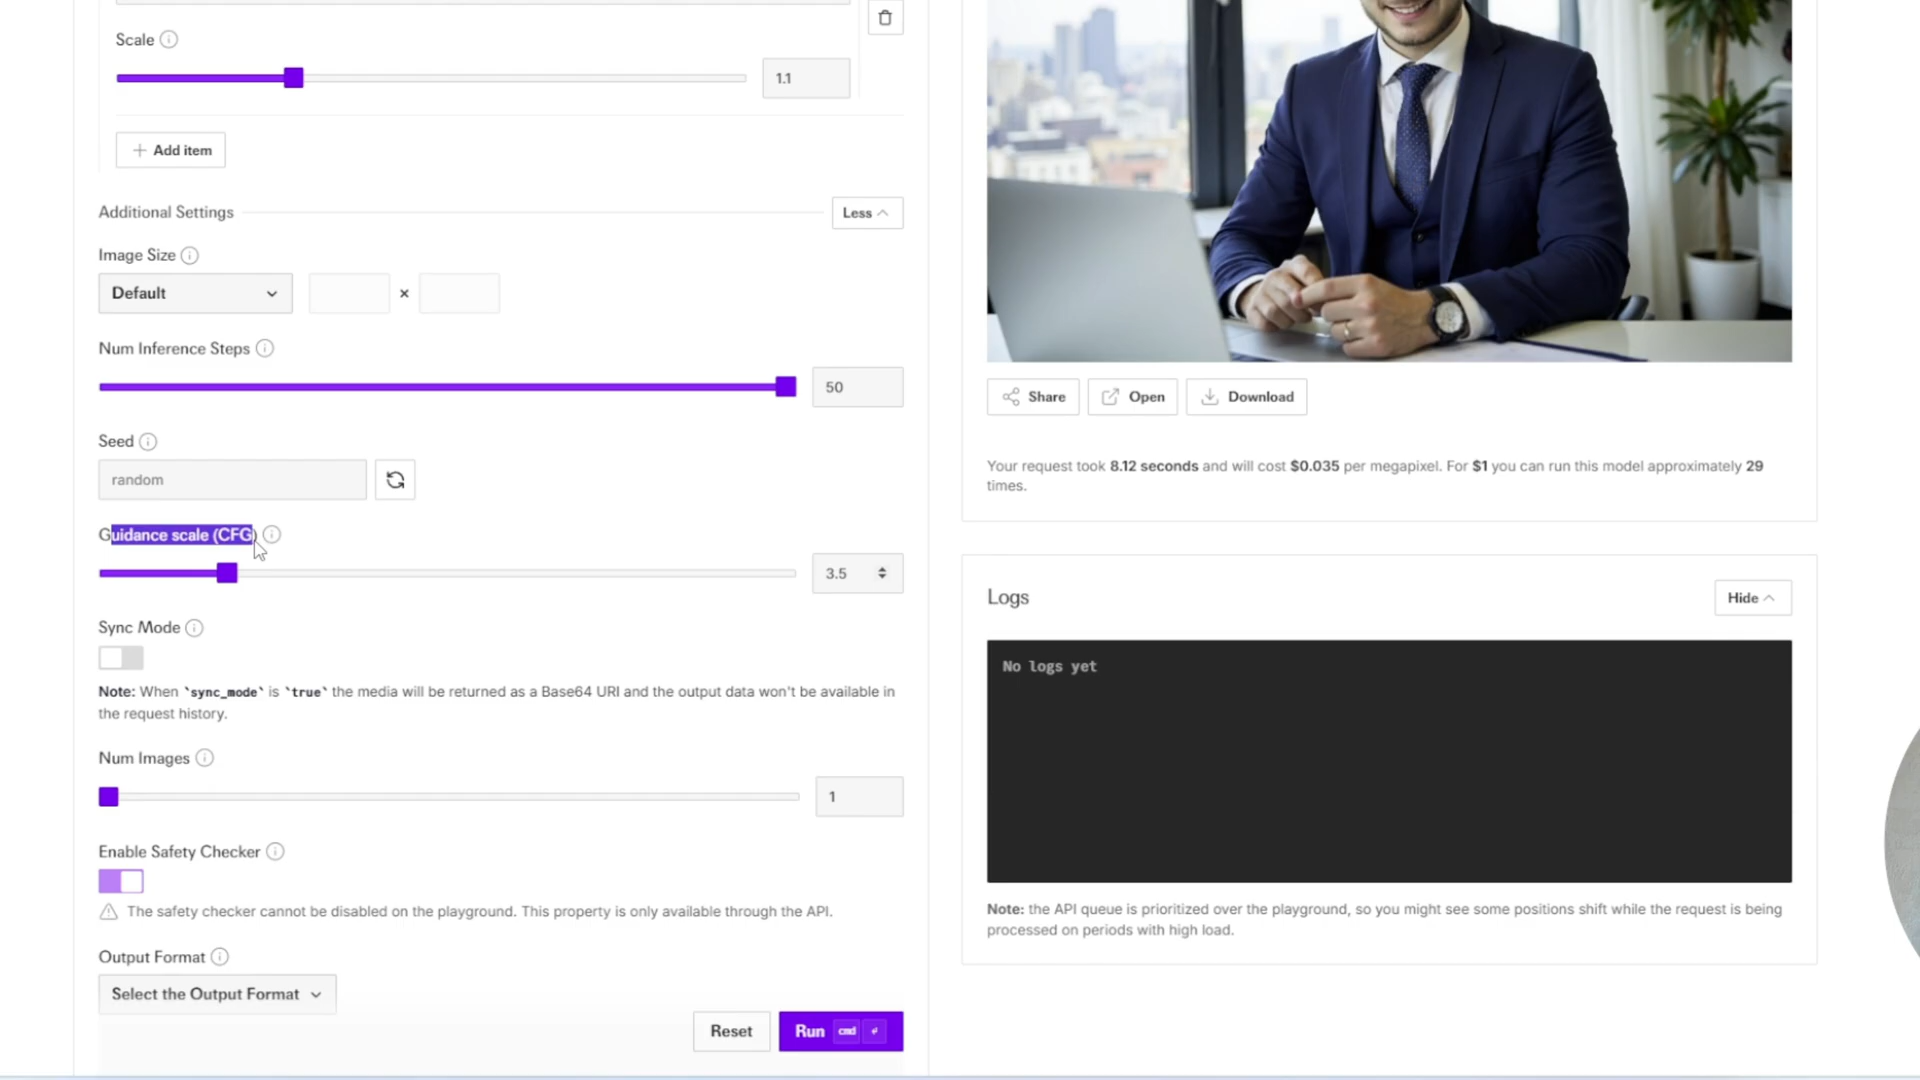 Scale
1.1
Add item
Additional Settings
Less
Image Size
Default
×
Num Inference Steps
50
Seed
random
Guidance scale (CFG)
3.5
Sync Mode
Note: When `sync_mode` is `true` the media will be returned as a Base64 URI and the output data won't be available in
the request history.
Num Images
1
Enable Safety Checker
The safety checker cannot be disabled on the playground. This property is only available through the API.
Output Format
Select the Output Format
Reset
Run cmd
Share
Open
Download
Your request took 8.12 seconds and will cost $0.035 per megapixel. For $1 you can run this model approximately 29
times.
Logs
Hide
No logs yet
Note: the API queue is prioritized over the playground, so you might see some positions shift while the request is being
processed on periods with high load.